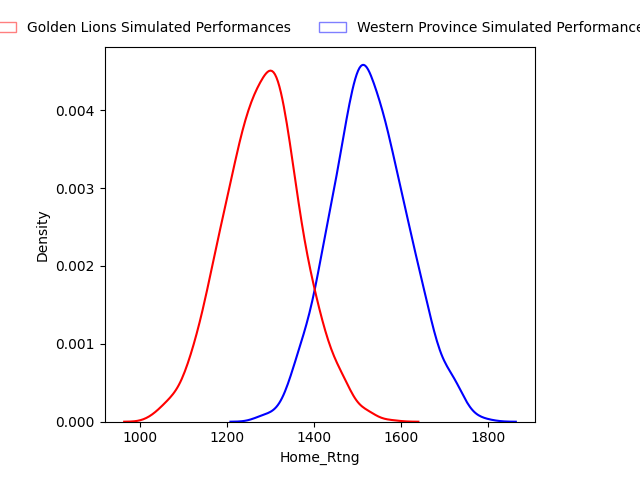 Golden Lions Simulated Performances Western Province Simulated Performance
0.004
0.003
0.002
0.001
0.000
Density
1000 1200 1400 1600 1800
Home_Rtng